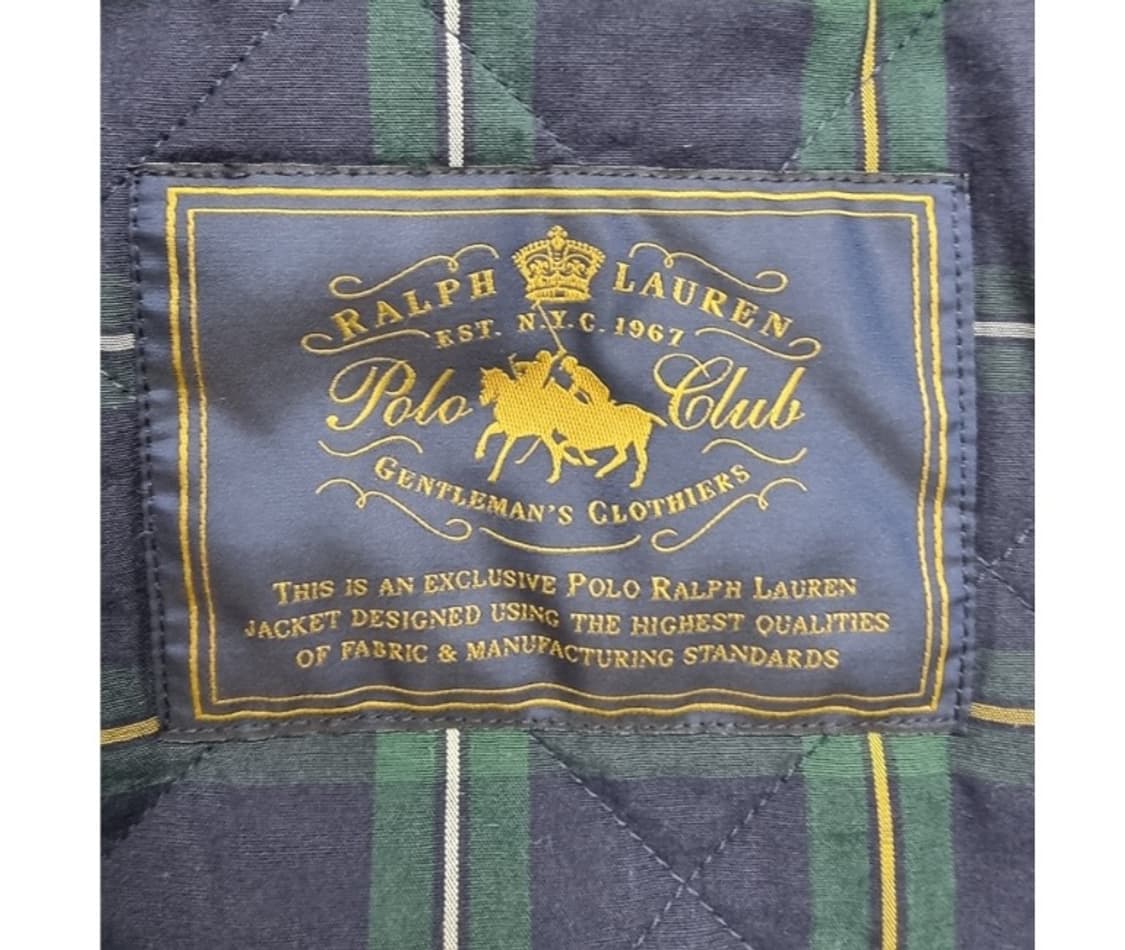 RALPH LAUREN
EST. N.Y.C. 1967
Polo Club
GENTLEMAN'S CLOTHIERS
THIS IS AN EXCLUSIVE POLO RALPH LAUREN
JACKET DESIGNED USING THE HIGHEST QUALITIES
OF FABRIC & MANUFACTURING STANDARDS